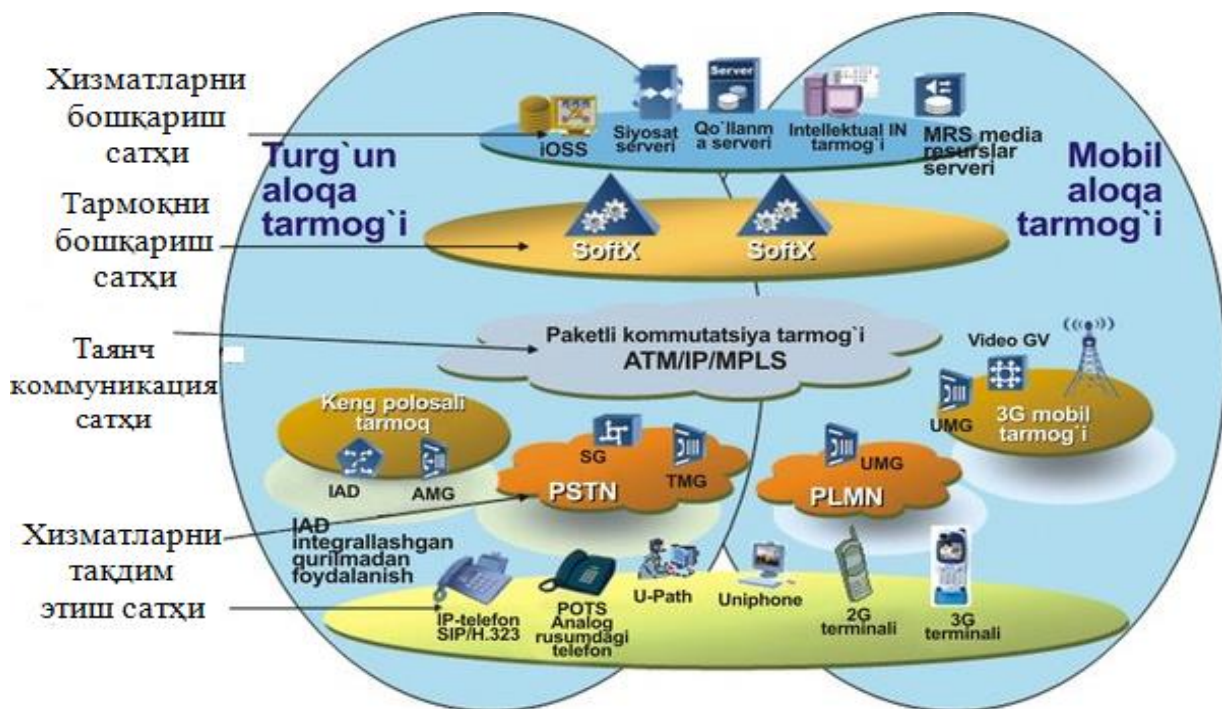 Хизматларни
бошқариш
сатҳи
Тармоқни
бошқариш
сатҳи
Таянч
коммуникация
сатҳи
Хизматларни
тақдим
этиш сатҳи
Turg`un
aloqa
tarmog`i
Mobil
aloqa
tarmog`i
iOSS
Siyosat
serveri
Server
Qo`llanm
a serveri
Intellektual IN
tarmog`i
MRS media
resurslar
serveri
SoftX
SoftX
Paketli kommutatsiya tarmog`i
ATM/IP/MPLS
Keng polosali
tarmoq
IAD
AMG
SG
PSTN
TMG
UMG
PLMN
Video GV
UMG
3G mobil
tarmog`i
IAD
integrallashgan
qurilmadan
foydalanish
IP-telefon
SIP/H.323
POTS
Analog
rusumdagi
telefon
U-Path
Uniphone
2G
terminali
3G
terminali